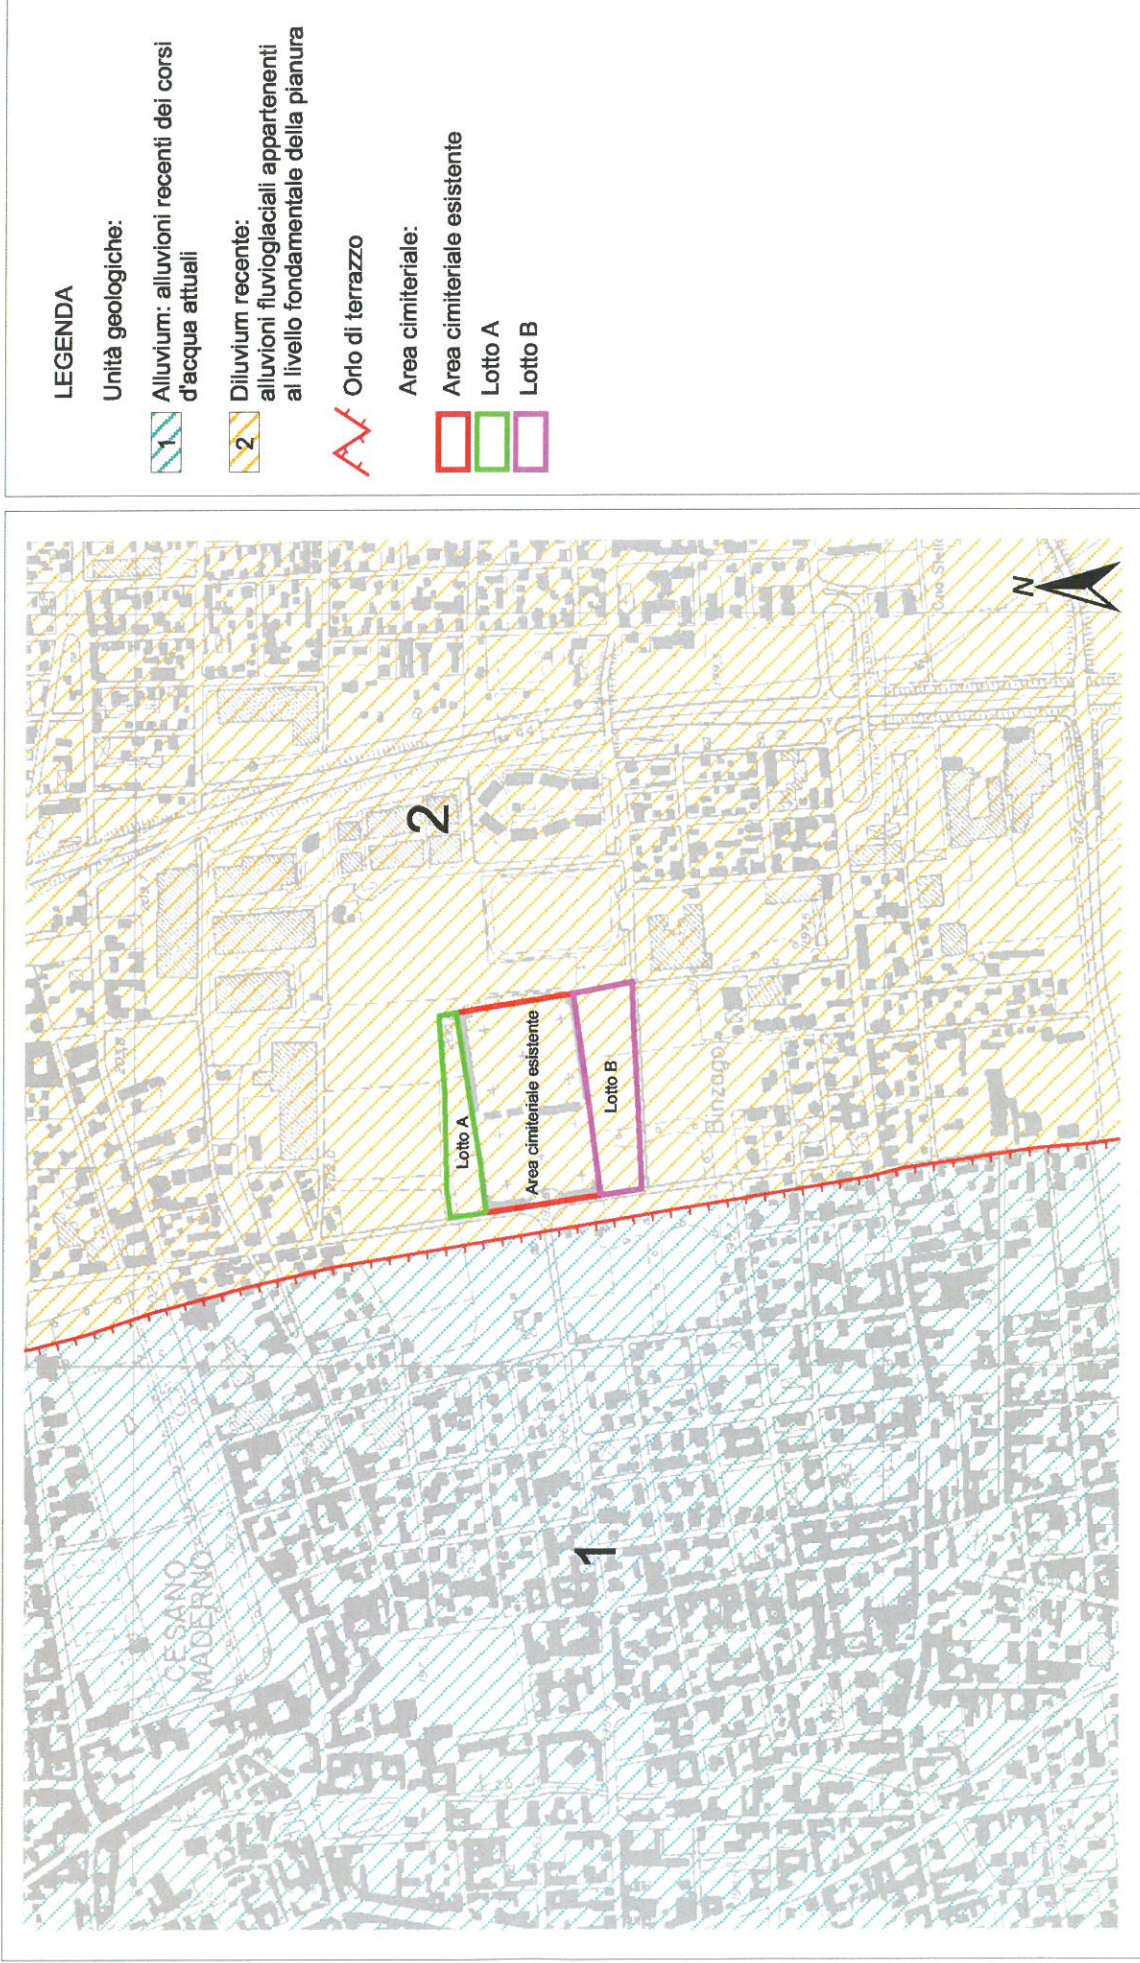 LEGENDA
Unità geologiche:
1 Alluvium: alluvioni recenti dei corsi
d'acqua attuali
2 Diluvium recente:
alluvioni fluvioglaciali appartenenti
al livello fondamentale della pianura
Orlo di terrazzo
Area cimiteriale:
Area cimiteriale esistente
Lotto A
Lotto B
CESANO
MADERNO
1
2
Lotto A
Area cimiteriale esistente
Lotto B
Binzago
N